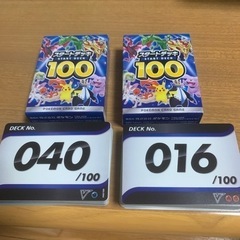 スタートデッキ
START DECK
100
POKÉMON CARD GAME
スタートデッキ
START DECK
100
POKÉMON CARD GAME
DECK No.
040
/100
DECK No.
016
/100